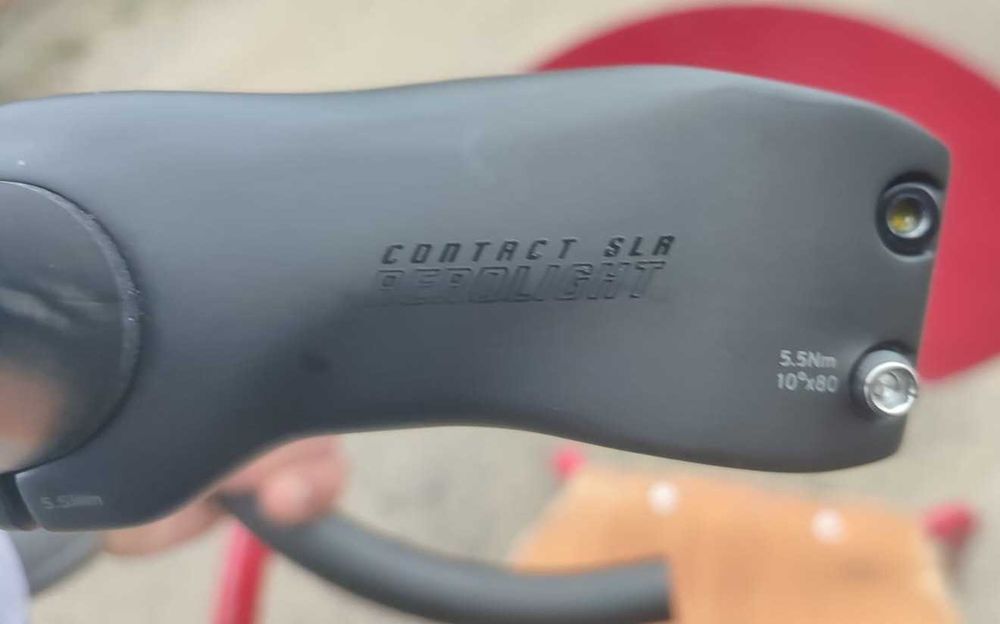 CONTACT SLR
AEROLIGHT
5.5Nm
10°x80
5.5Nm